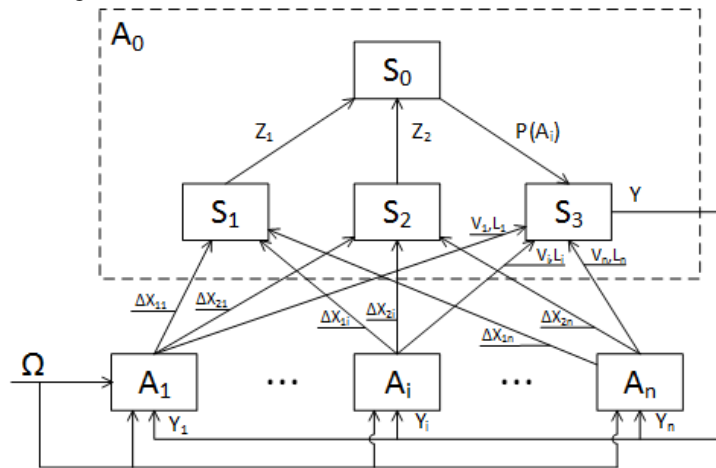 A₀
S₀
Z₁ Z₂ P(Aᵢ)
S₁ S₂ S₃ Y
V₁,L₁ Vᵢ,Lᵢ Vₙ,Lₙ
ΔX₁₁ ΔX₂₁ ΔX₁ᵢ ΔX₂ᵢ ΔX₁ₙ ΔX₂ₙ
Ω A₁ ... Aᵢ ... Aₙ
Y₁ Yᵢ Yₙ